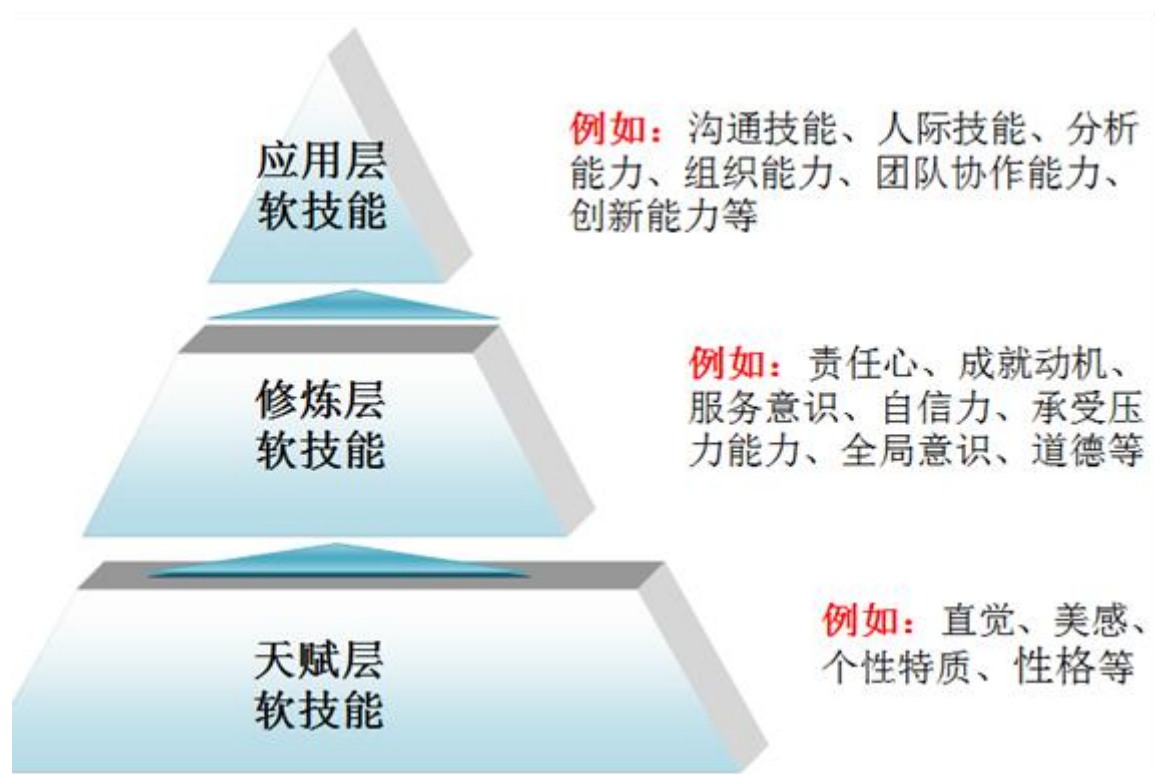 应用层
软技能
例如：沟通技能、人际技能、分析
能力、组织能力、团队协作能力、
创新能力等
修炼层
软技能
例如：责任心、成就动机、
服务意识、自信力、承受压
力能力、全局意识、道德等
天赋层
软技能
例如：直觉、美感、
个性特质、性格等